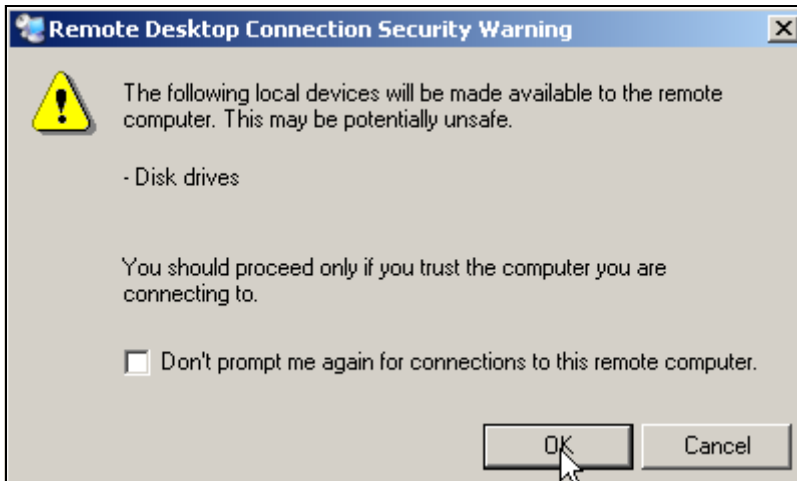 Remote Desktop Connection Security Warning
The following local devices will be made available to the remote
computer. This may be potentially unsafe.
- Disk drives
You should proceed only if you trust the computer you are
connecting to.
Don't prompt me again for connections to this remote computer.
OK Cancel